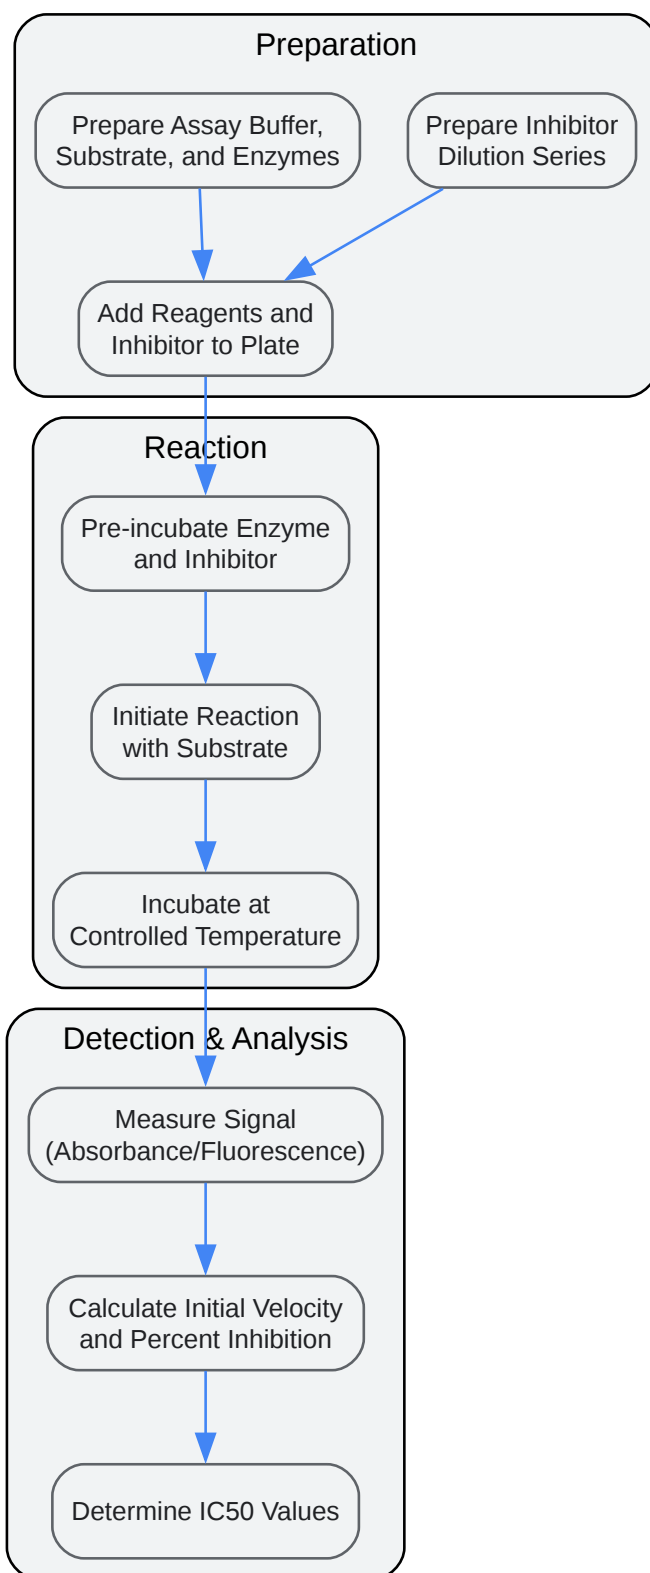 Preparation
Prepare Assay Buffer,
Substrate, and Enzymes
Prepare Inhibitor
Dilution Series
Add Reagents and
Inhibitor to Plate
Reaction
Pre-incubate Enzyme
and Inhibitor
Initiate Reaction
with Substrate
Incubate at
Controlled Temperature
Detection & Analysis
Measure Signal
(Absorbance/Fluorescence)
Calculate Initial Velocity
and Percent Inhibition
Determine IC50 Values